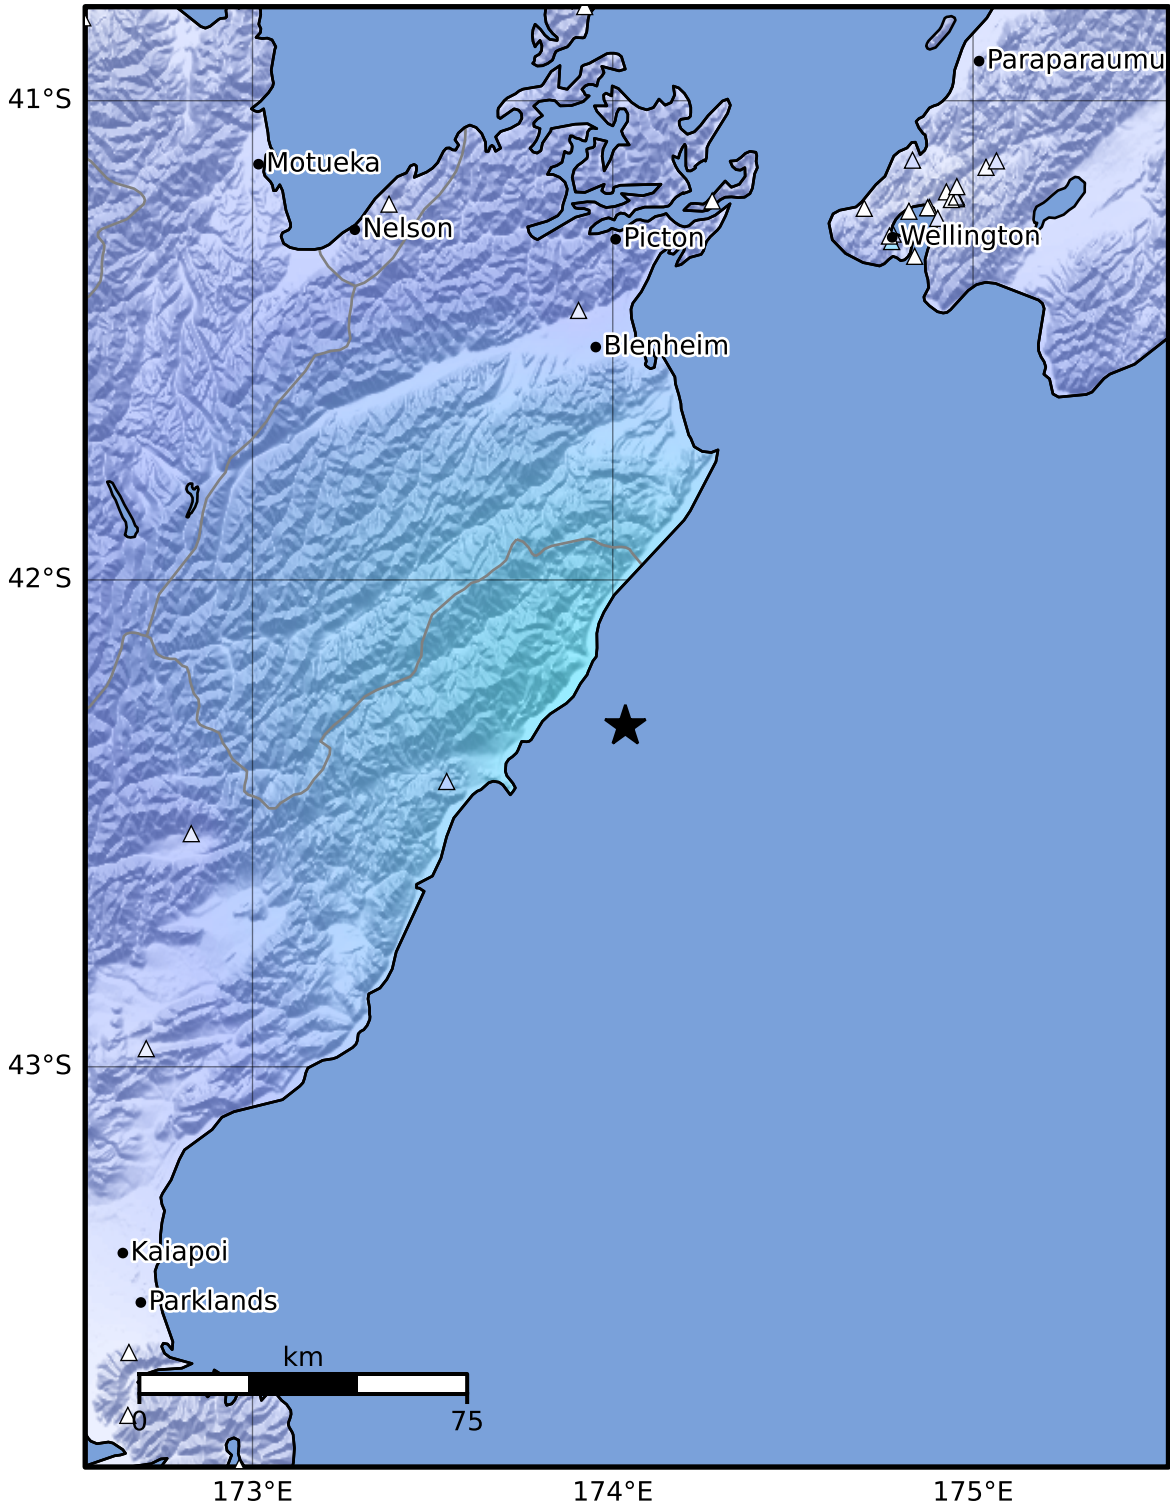 Paraparaumu
41°S
Motueka
Nelson
Picton
Wellington
Blenheim
42°S
43°S
Kaiapoi
Parklands
km
0
75
173°E
174°E
175°E